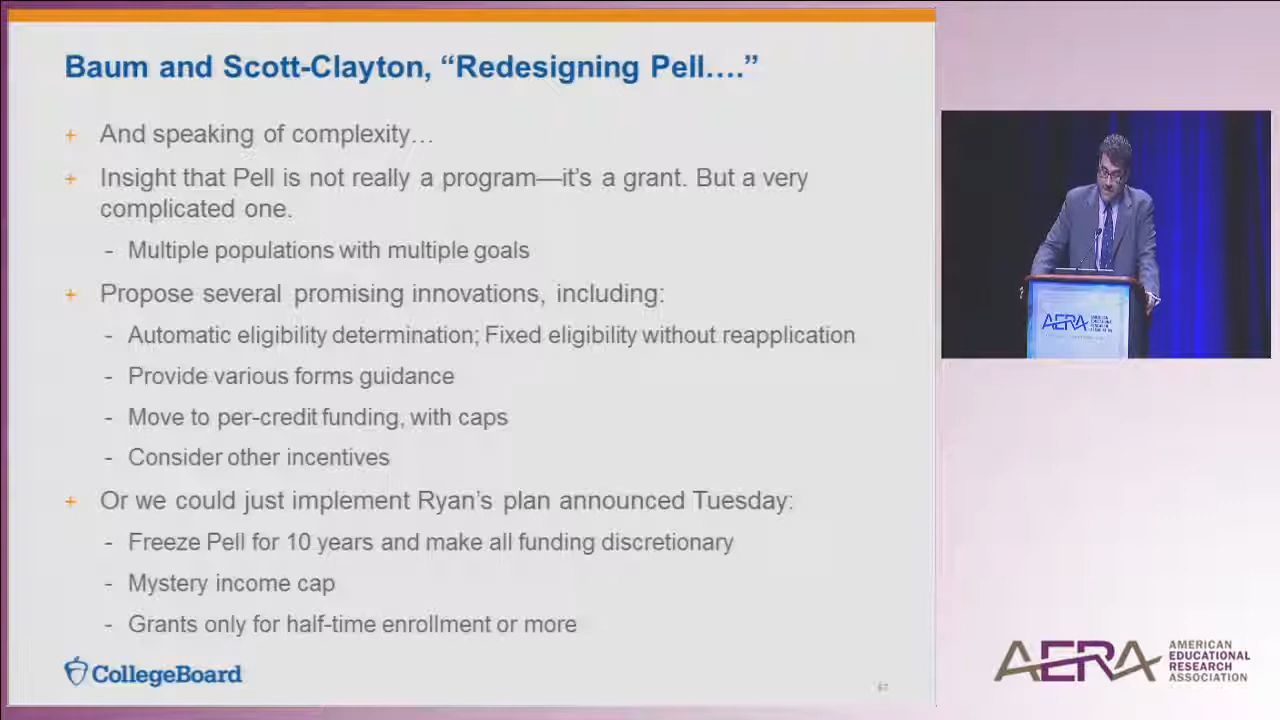 Baum and Scott-Clayton, “Redesigning Pell….”
+ And speaking of complexity…
+ Insight that Pell is not really a program—it’s a grant. But a very
complicated one.
- Multiple populations with multiple goals
+ Propose several promising innovations, including:
- Automatic eligibility determination; Fixed eligibility without reapplication
- Provide various forms guidance
- Move to per-credit funding, with caps
- Consider other incentives
+ Or we could just implement Ryan’s plan announced Tuesday:
- Freeze Pell for 10 years and make all funding discretionary
- Mystery income cap
- Grants only for half-time enrollment or more
CollegeBoard
AERA
AERA
AMERICAN
EDUCATIONAL
RESEARCH
ASSOCIATION